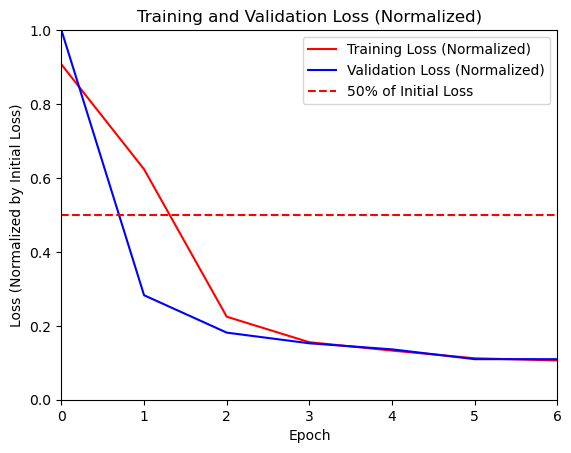 Training and Validation Loss (Normalized)
Loss (Normalized by Initial Loss)
1.0
0.8
0.6
0.4
0.2
0.0
Training Loss (Normalized)
Validation Loss (Normalized)
50% of Initial Loss
0 1 2 3 4 5 6
Epoch